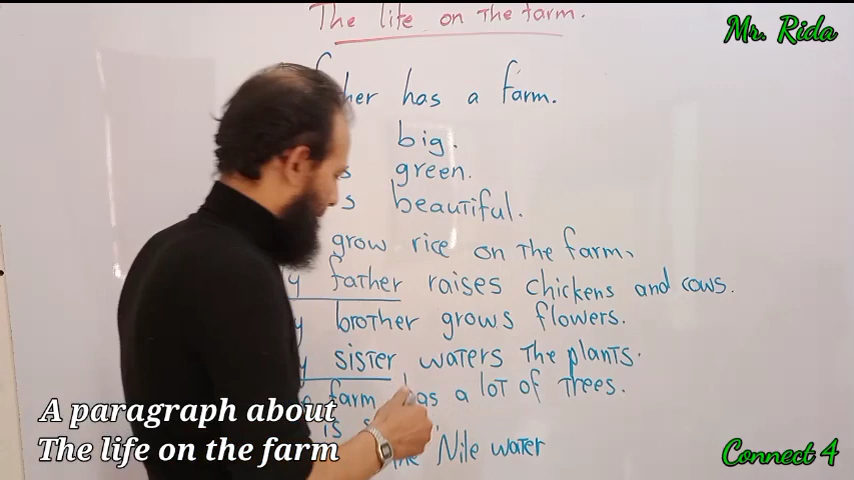 The life on The farm.
Mr. Rida
has a farm.
big.
green.
beautiful.
grow rice on The farm.
father raises chickens and cows.
brother grows flowers.
sister waters The plants.
farm as a lot of Trees.
is
Nile water
A paragraph about
The life on the farm
Connect 4